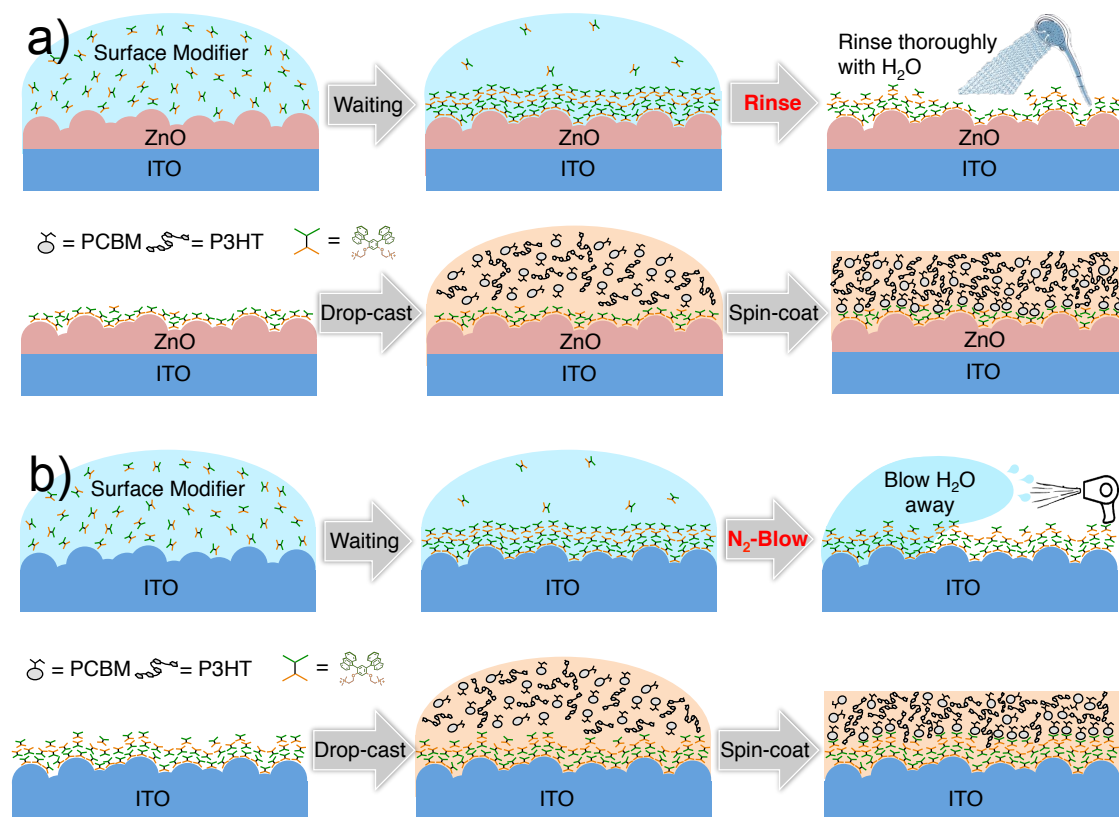 a)
Surface Modifier
ZnO
ITO
Waiting
ZnO
ITO
Rinse
Rinse thoroughly
with H₂O
ZnO
ITO
= PCBM = P3HT =
ZnO
ITO
Drop-cast
ZnO
ITO
Spin-coat
ZnO
ITO
b)
Surface Modifier
ITO
Waiting
ITO
N₂-Blow
Blow H₂O
away
ITO
= PCBM = P3HT =
ITO
Drop-cast
ITO
Spin-coat
ITO